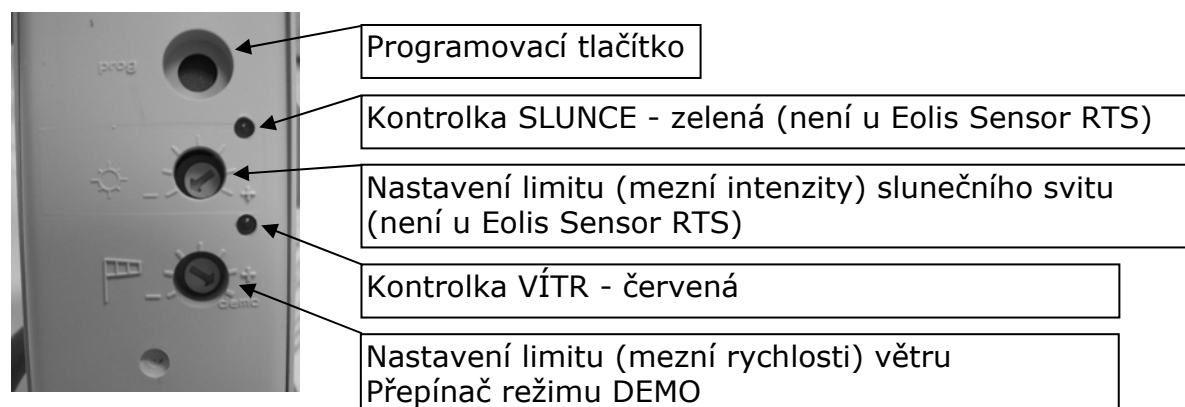 prog
Programovací tlačítko
Kontrolka SLUNCE - zelená (není u Eolis Sensor RTS)
Nastavení limitu (mezní intenzity) slunečního svitu
(není u Eolis Sensor RTS)
Kontrolka VÍTR - červená
Nastavení limitu (mezní rychlosti) větru
Přepínač režimu DEMO
- +
- +
demo